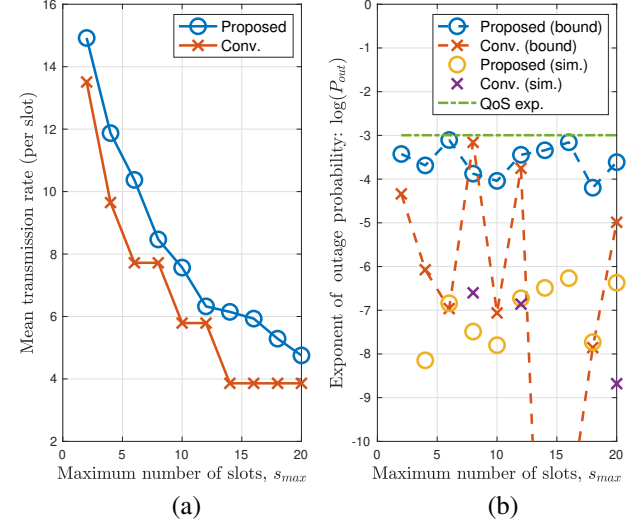 Proposed
Conv.
16
14
12
10
8
6
4
2
0
5
10
15
20
Mean transmission rate (per slot)
Maximum number of slots, s_max
(a)
Proposed (bound)
Conv. (bound)
Proposed (sim.)
Conv. (sim.)
QoS exp.
0
-1
-2
-3
-4
-5
-6
-7
-8
-9
-10
0
5
10
15
20
Exponent of outage probability: log(P_out)
Maximum number of slots, s_max
(b)